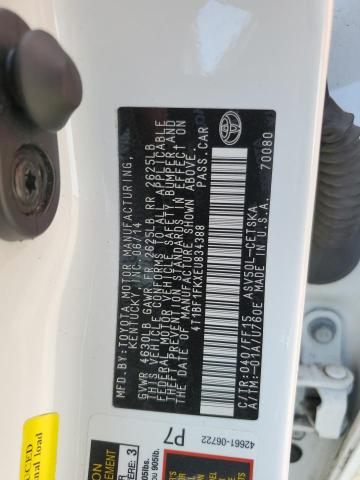 MFD.BY:TOYOTA MOTOR MANUFACTURING,
KENTUCKY,INC. 06/14
GVWR 4630LB GAWR FR 2625LB RR 2625LB
THIS VEHICLE CONFORMS TO ALL APPLICABLE
FEDERAL MOTOR VEHICLE SAFETY, BUMPER, AND
THEFT PREVENTION STANDARDS IN EFFECT ON
THE DATE OF MANUFACTURE SHOWN ABOVE.
4T1BF1FKXEU834388 PASS.CAR
C/TR:040/FF15 ASV50L-CETSKA 70080
A/TM:-01A/U760E MADE IN U.S.A.
42661-06722
P7
3
nal load